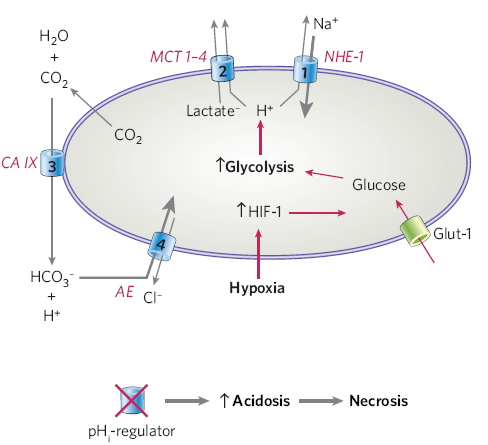 H₂O
+
CO₂
MCT 1–4
Na⁺
NHE-1
2
1
Lactate⁻
H⁺
CO₂
CA IX
3
↑Glycolysis
Glucose
↑HIF-1
Glut-1
4
HCO₃⁻
+
H⁺
AE
Cl⁻
Hypoxia
↑ Acidosis
Necrosis
pHᵢ-regulator